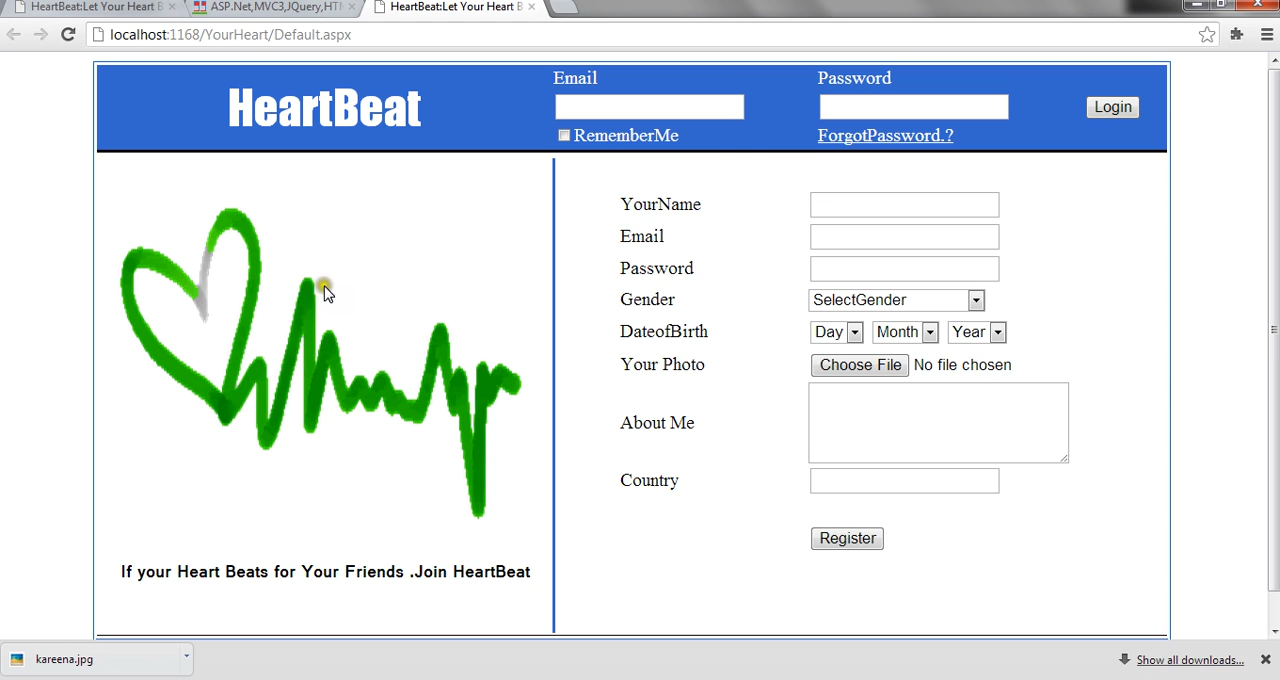 HeartBeat:Let Your Heart B
ASP.Net,MVC3,JQuery,HTM
HeartBeat:Let Your Heart B
localhost:1168/YourHeart/Default.aspx
HeartBeat
Email
Password
Login
RememberMe
ForgotPassword.?
YourName
Email
Password
Gender
SelectGender
DateofBirth
Day
Month
Year
Your Photo
Choose File No file chosen
About Me
Country
Register
If your Heart Beats for Your Friends .Join HeartBeat
kareena.jpg
Show all downloads...